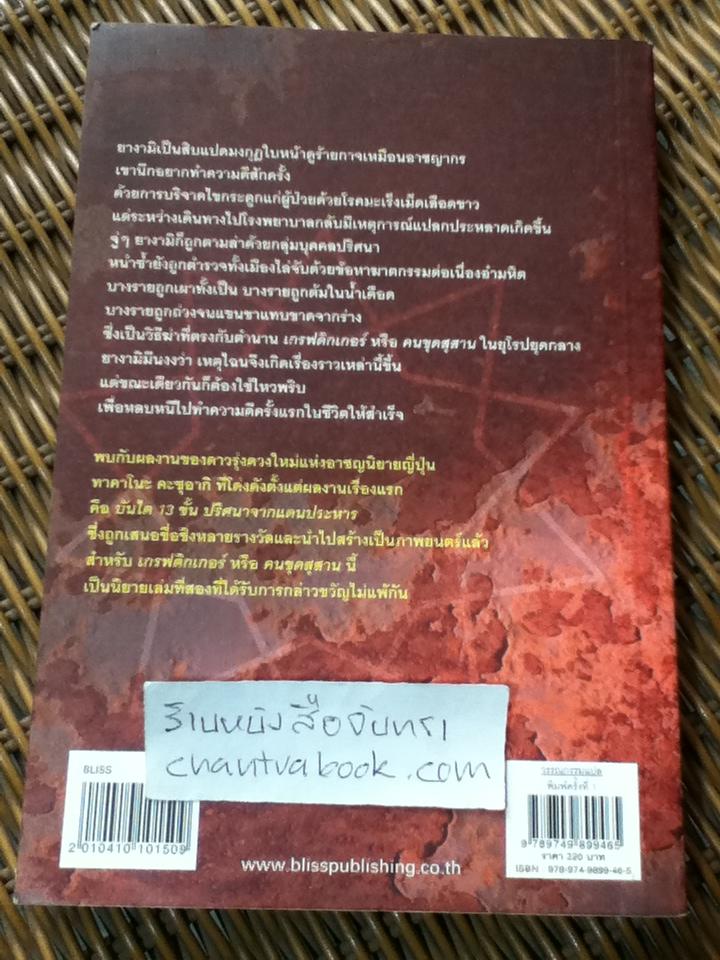 ยางามิเป็นสิบแปดมงกุฎใบหน้าดูร้ายกาจเหมือนอาชญากร
เขานึกอยากทำความดีสักครั้ง
ด้วยการบริจาคไขกระดูกแก่ผู้ป่วยด้วยโรคมะเร็งเม็ดเลือดขาว
แต่ระหว่างเดินทางไปโรงพยาบาลกลับมีเหตุการณ์แปลกประหลาดเกิดขึ้น
จู่ๆ ยางามิก็ถูกตามล่าด้วยกลุ่มบุคคลปริศนา
หนำซ้ำยังถูกตำรวจทั้งเมืองไล่จับด้วยข้อหาฆาตกรรมต่อเนื่องอำมหิต
บางรายถูกเผาทั้งเป็น บางรายถูกต้มในน้ำเดือด
บางรายถูกถ่วงจนแขนขาแทบขาดจากร่าง
ซึ่งเป็นวิธีฆ่าที่ตรงกับตำนาน เกรฟดิกเกอร์ หรือ คนขุดสุสาน ในยุโรปยุคกลาง
ยางามิมึนงงว่า เหตุไฉนจึงเกิดเรื่องราวเหล่านี้ขึ้น
แต่ขณะเดียวกันก็ต้องใช้ไหวพริบ
เพื่อหลบหนีไปทำความดีครั้งแรกในชีวิตให้สำเร็จ
พบกับผลงานของดาวรุ่งดวงใหม่แห่งอาชญนิยายญี่ปุ่น
ทาคาโนะ คะซุอากิ ที่โด่งดังตั้งแต่ผลงานเรื่องแรก
คือ บันได 13 ขั้น ปริศนาจากแดนประหาร
ซึ่งถูกเสนอชื่อชิงหลายรางวัลและนำไปสร้างเป็นภาพยนตร์แล้ว
สำหรับ เกรฟดิกเกอร์ หรือ คนขุดสุสาน นี้
เป็นนิยายเล่มที่สองที่ได้รับการกล่าวขวัญไม่แพ้กัน
ร้านหนังสือจันทรา
chantrabook.com
BLISS
2 010410 101509
วรรณกรรมแปล
พิมพ์ครั้งที่ 1
9 789749 899465
ราคา 220 บาท
ISBN 978-974-9899-46-5
www.blisspublishing.co.th